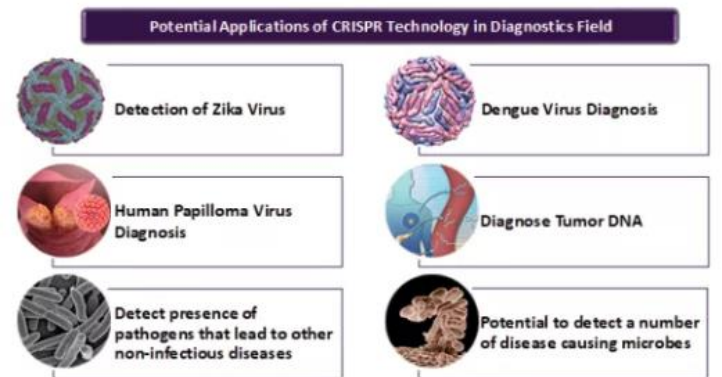 Potential Applications of CRISPR Technology in Diagnostics Field
Detection of Zika Virus
Dengue Virus Diagnosis
Human Papilloma Virus
Diagnosis
Diagnose Tumor DNA
Detect presence of
pathogens that lead to other
non-infectious diseases
Potential to detect a number
of disease causing microbes